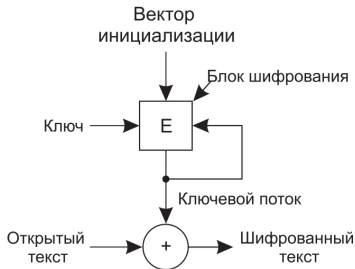 Вектор
инициализации
Блок шифрования
Ключ
E
Ключевой поток
Открытый
текст
+
Шифрованный
текст